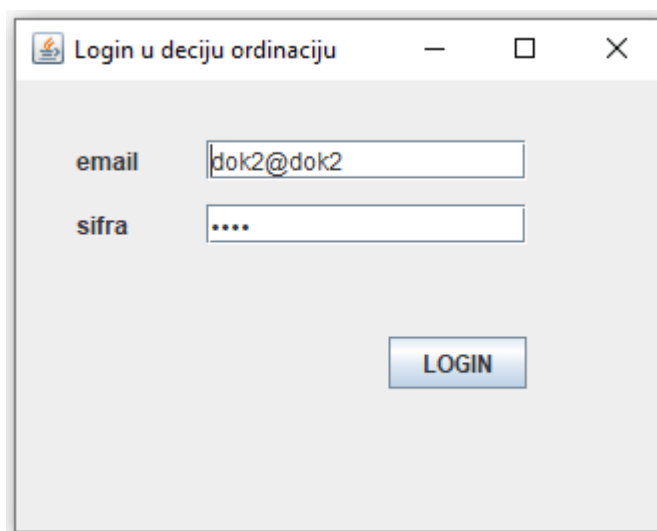 Login u deciju ordinaciju
email dok2@dok2
sifra ••••
LOGIN